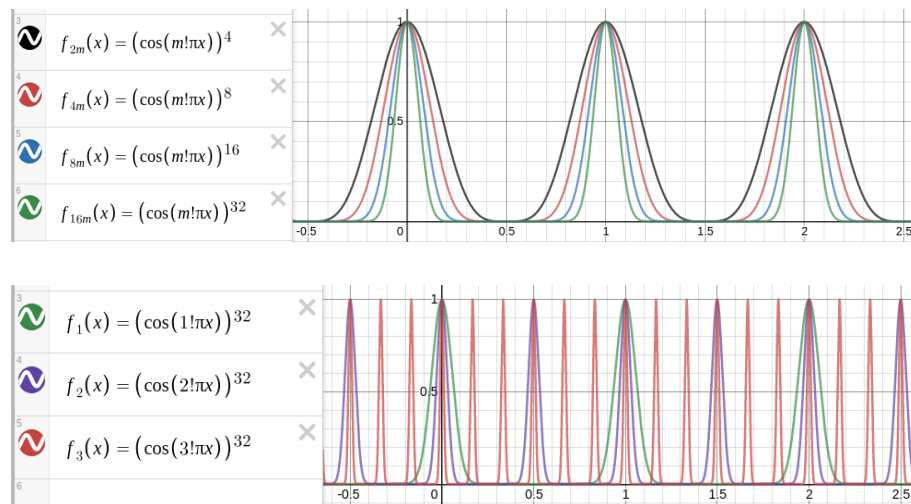 3
f_{2m}(x) = (cos(m!πx))^4
4
f_{4m}(x) = (cos(m!πx))^8
5
f_{8m}(x) = (cos(m!πx))^{16}
6
f_{16m}(x) = (cos(m!πx))^{32}
1
0.5
-0.5 0 0.5 1 1.5 2 2.5
3
f_1(x) = (cos(1!πx))^{32}
4
f_2(x) = (cos(2!πx))^{32}
5
f_3(x) = (cos(3!πx))^{32}
6
1
0.5
-0.5 0 0.5 1 1.5 2 2.5